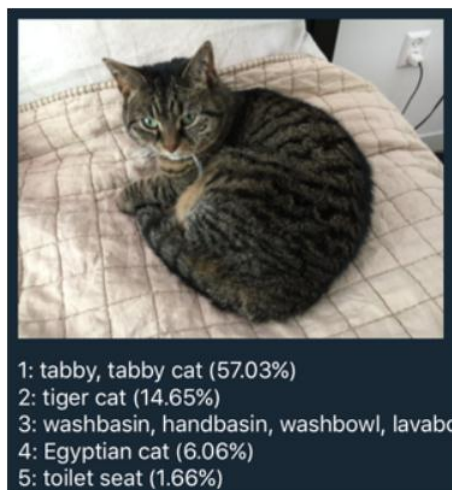 1: tabby, tabby cat (57.03%)
2: tiger cat (14.65%)
3: washbasin, handbasin, washbowl, lavabo
4: Egyptian cat (6.06%)
5: toilet seat (1.66%)